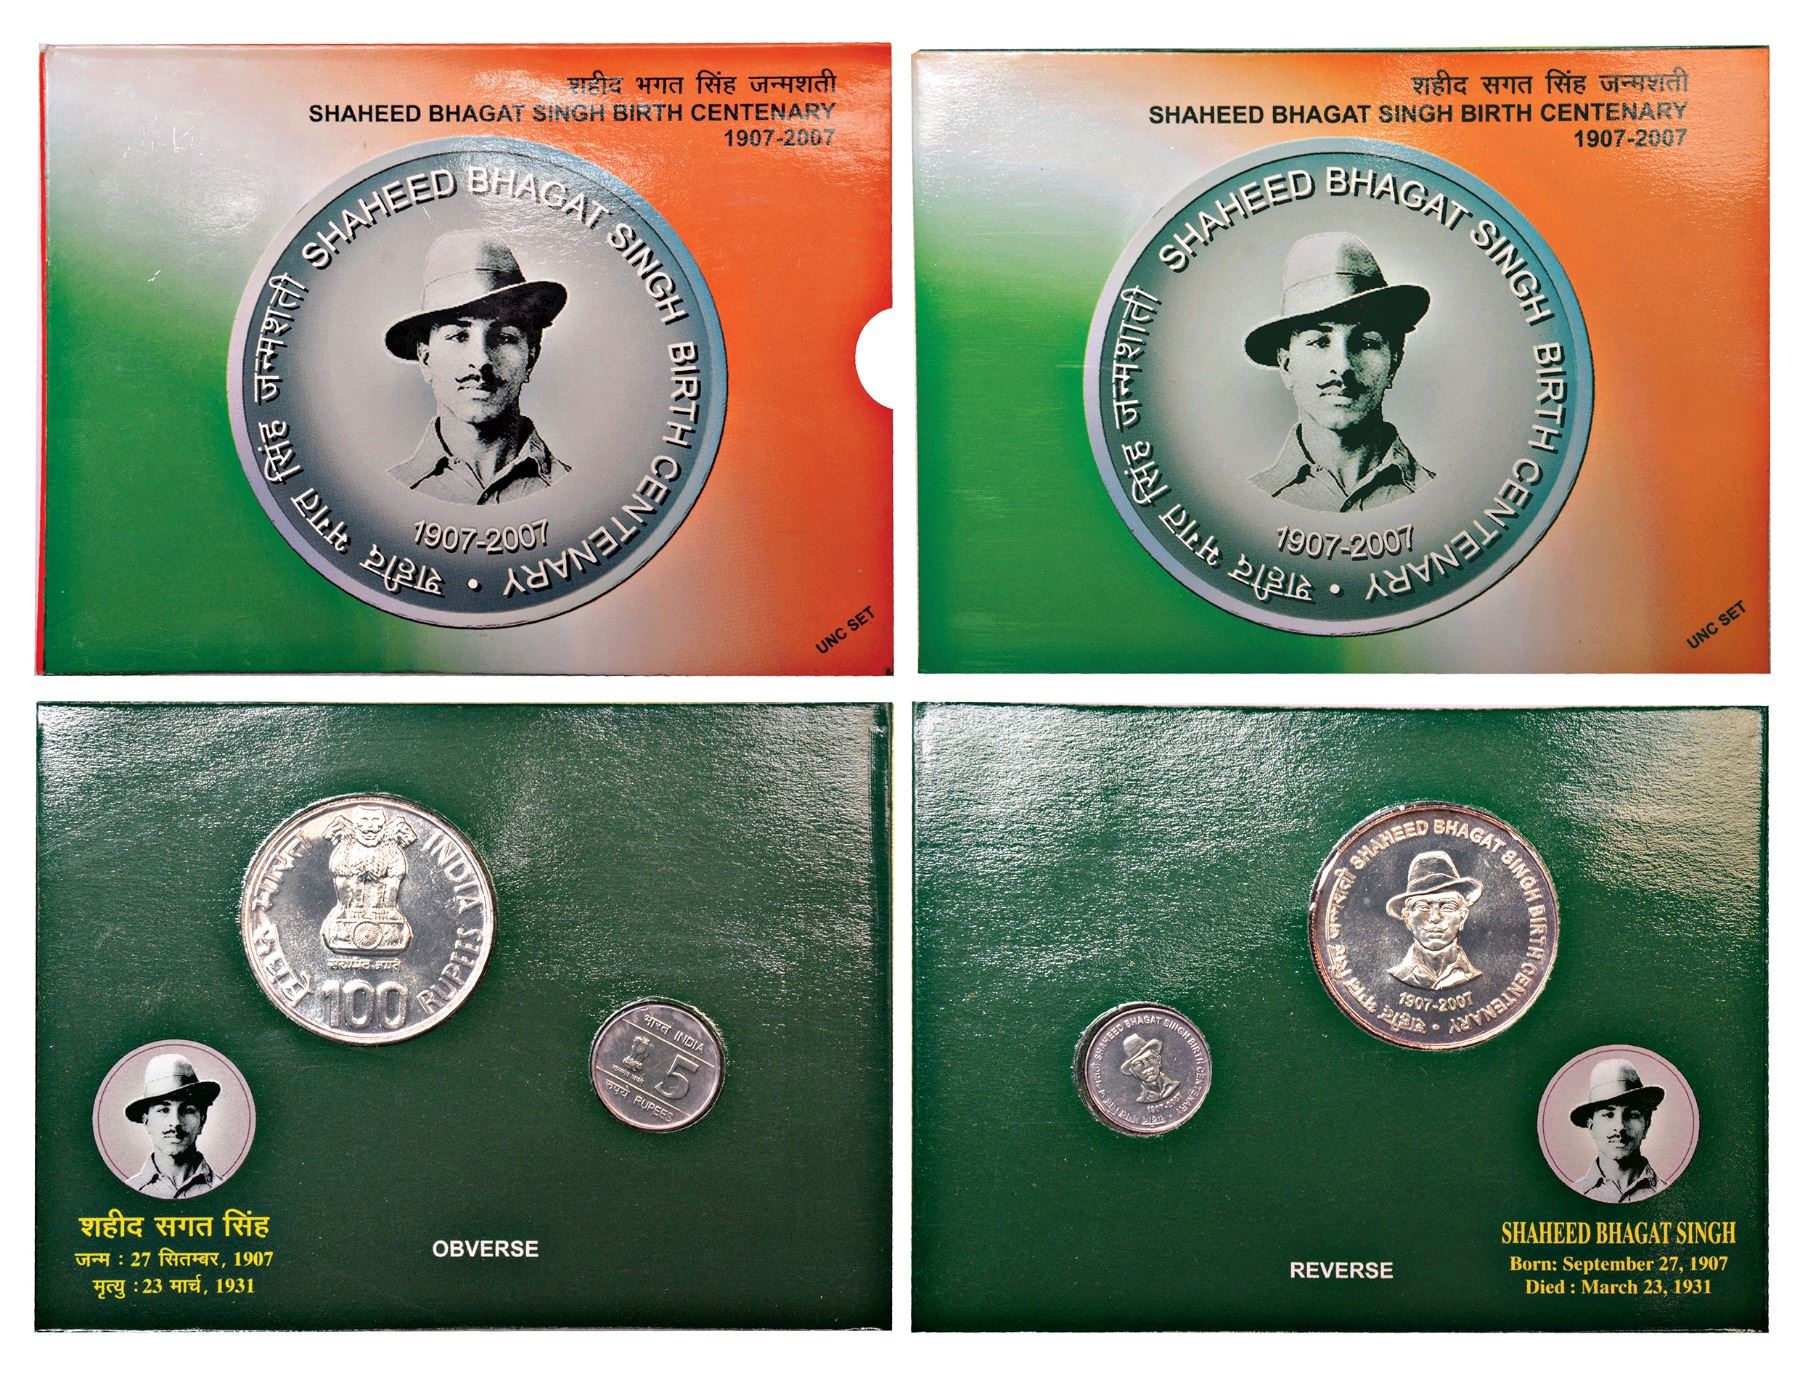 शहीद भगत सिंह जन्मशती
SHAHEED BHAGAT SINGH BIRTH CENTENARY
1907-2007
शहीद भगत सिंह जन्मशती SHAHEED BHAGAT SINGH BIRTH CENTENARY •
1907-2007
UNC SET
शहीद सगत सिंह जन्मशती
SHAHEED BHAGAT SINGH BIRTH CENTENARY
1907-2007
शहीद भगत सिंह जन्मशाती SHAHEED BHAGAT SINGH BIRTH CENTENARY •
1907-2007
UNC SET
भारत INDIA
सत्यमेव जयते
रुपये 100 RUPEES
भारत INDIA
5
रुपये RUPEES
शहीद सगत सिंह
जन्म : 27 सितम्बर, 1907
मृत्यु : 23 मार्च, 1931
OBVERSE
शहीद भगत सिंह जन्मशती SHAHEED BHAGAT SINGH BIRTH CENTENARY •
1907-2007
SHAHEED BHAGAT SINGH BIRTH CENTENARY
1907-2007
SHAHEED BHAGAT SINGH
Born: September 27, 1907
Died : March 23, 1931
REVERSE